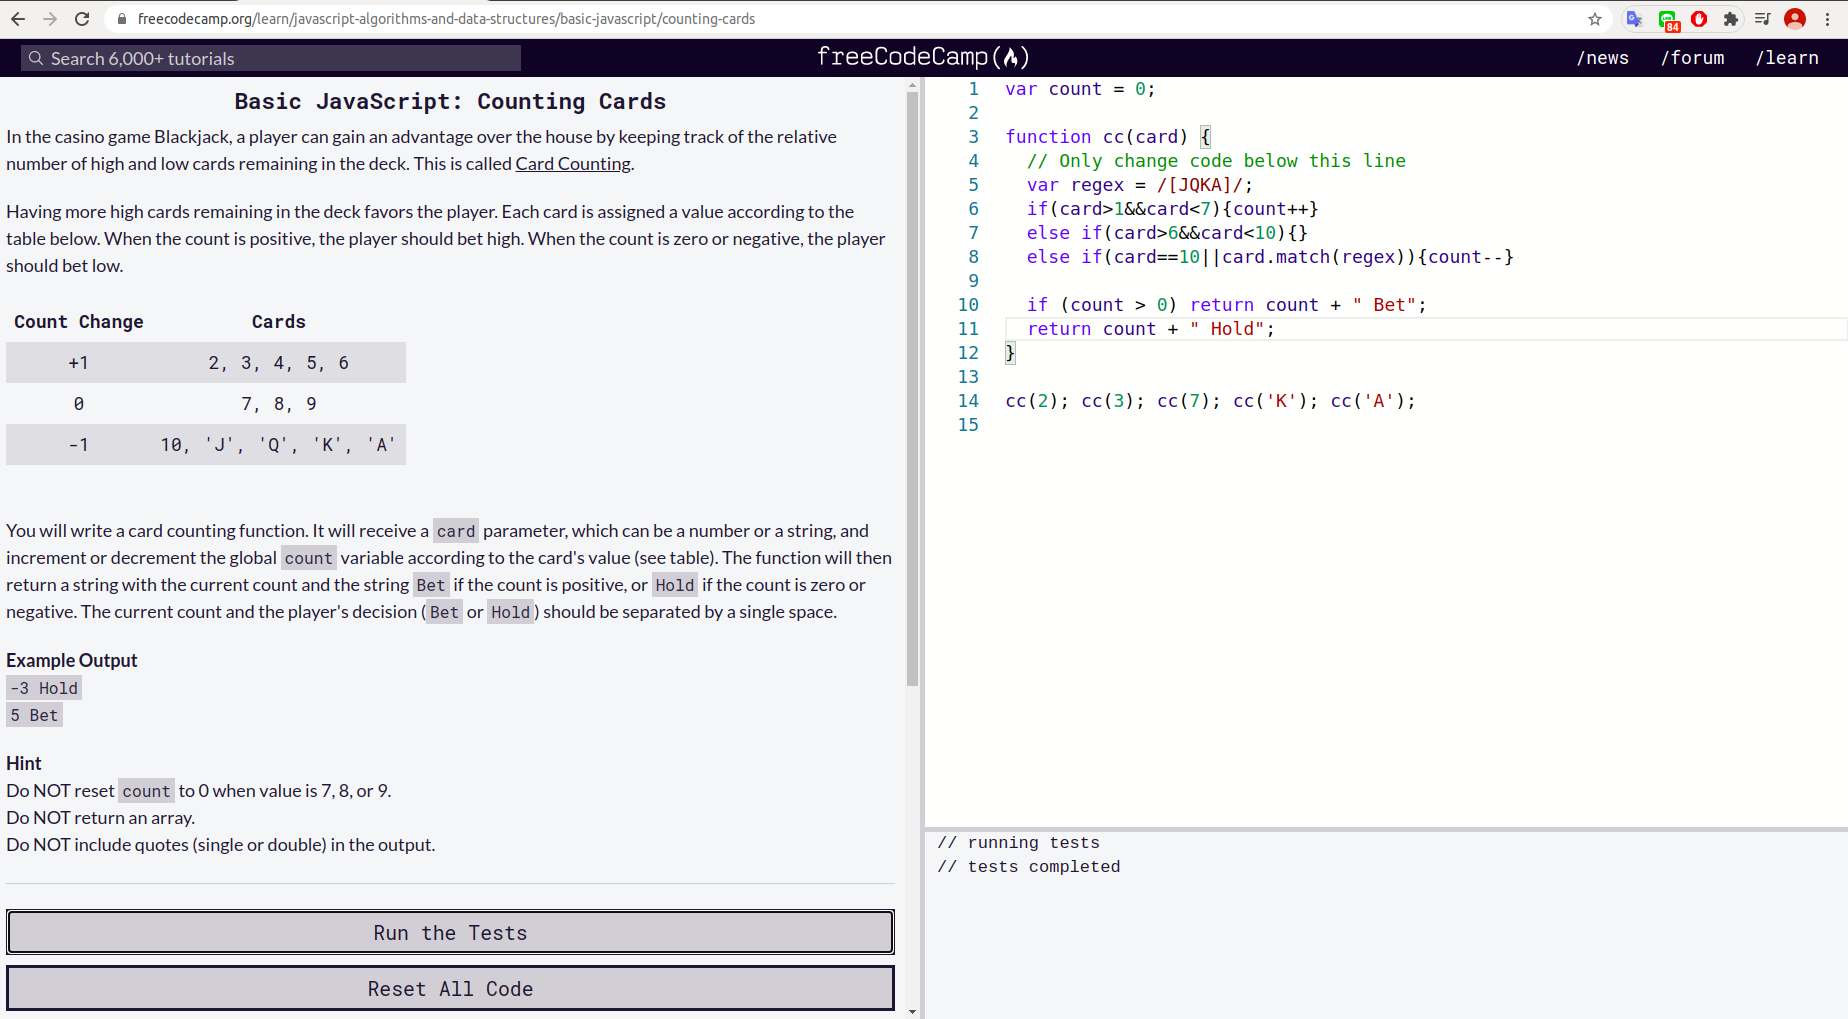 freecodecamp.org/learn/javascript-algorithms-and-data-structures/basic-javascript/counting-cards
84
Search 6,000+ tutorials
freeCodeCamp(🔥)
/news /forum /learn
Basic JavaScript: Counting Cards
In the casino game Blackjack, a player can gain an advantage over the house by keeping track of the relative
number of high and low cards remaining in the deck. This is called Card Counting.
Having more high cards remaining in the deck favors the player. Each card is assigned a value according to the
table below. When the count is positive, the player should bet high. When the count is zero or negative, the player
should bet low.
Count Change Cards
+1 2, 3, 4, 5, 6
0 7, 8, 9
-1 10, 'J', 'Q', 'K', 'A'
You will write a card counting function. It will receive a card parameter, which can be a number or a string, and
increment or decrement the global count variable according to the card's value (see table). The function will then
return a string with the current count and the string Bet if the count is positive, or Hold if the count is zero or
negative. The current count and the player's decision (Bet or Hold) should be separated by a single space.
Example Output
-3 Hold
5 Bet
Hint
Do NOT reset count to 0 when value is 7, 8, or 9.
Do NOT return an array.
Do NOT include quotes (single or double) in the output.
Run the Tests
Reset All Code
1 var count = 0;
2
3 function cc(card) {
4 // Only change code below this line
5 var regex = /[JQKA]/;
6 if(card>1&&card<7){count++}
7 else if(card>6&&card<10){}
8 else if(card==10||card.match(regex)){count--}
9
10 if (count > 0) return count + " Bet";
11 return count + " Hold";
12 }
13
14 cc(2); cc(3); cc(7); cc('K'); cc('A');
15
// running tests
// tests completed